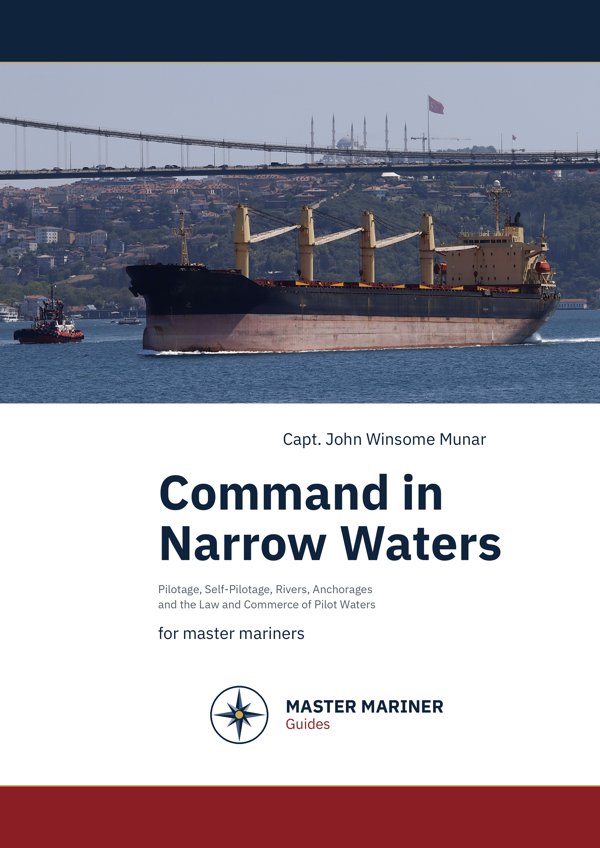 Capt. John Winsome Munar
Command in
Narrow Waters
Pilotage, Self-Pilotage, Rivers, Anchorages
and the Law and Commerce of Pilot Waters
for master mariners
MASTER MARINER
Guides